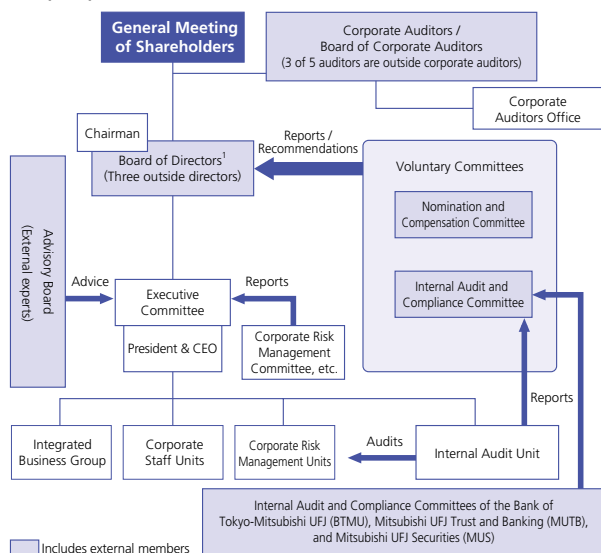 General Meeting
of Shareholders
Corporate Auditors /
Board of Corporate Auditors
(3 of 5 auditors are outside corporate auditors)
Corporate
Auditors Office
Chairman
Board of Directors1
(Three outside directors)
Reports /
Recommendations
Voluntary Committees
Nomination and
Compensation Committee
Internal Audit and
Compliance Committee
Advisory Board
(External experts)
Advice
Executive
Committee
President & CEO
Reports
Corporate Risk
Management
Committee, etc.
Reports
Integrated
Business Group
Corporate
Staff Units
Corporate Risk
Management Units
Audits
Internal Audit Unit
Internal Audit and Compliance Committees of the Bank of
Tokyo-Mitsubishi UFJ (BTMU), Mitsubishi UFJ Trust and Banking (MUTB),
and Mitsubishi UFJ Securities (MUS)
Includes external members